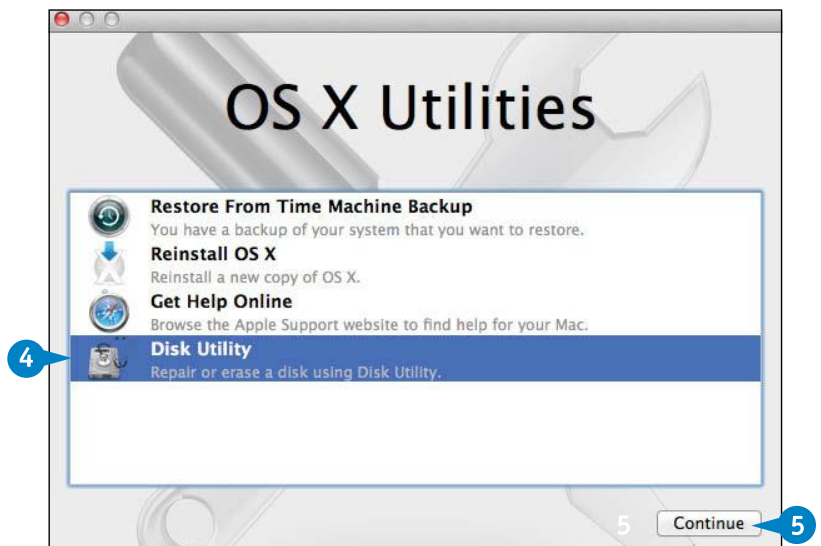 OS X Utilities
Restore From Time Machine Backup
You have a backup of your system that you want to restore.
Reinstall OS X
Reinstall a new copy of OS X.
Get Help Online
Browse the Apple Support website to find help for your Mac.
4
Disk Utility
Repair or erase a disk using Disk Utility.
5
Continue
5